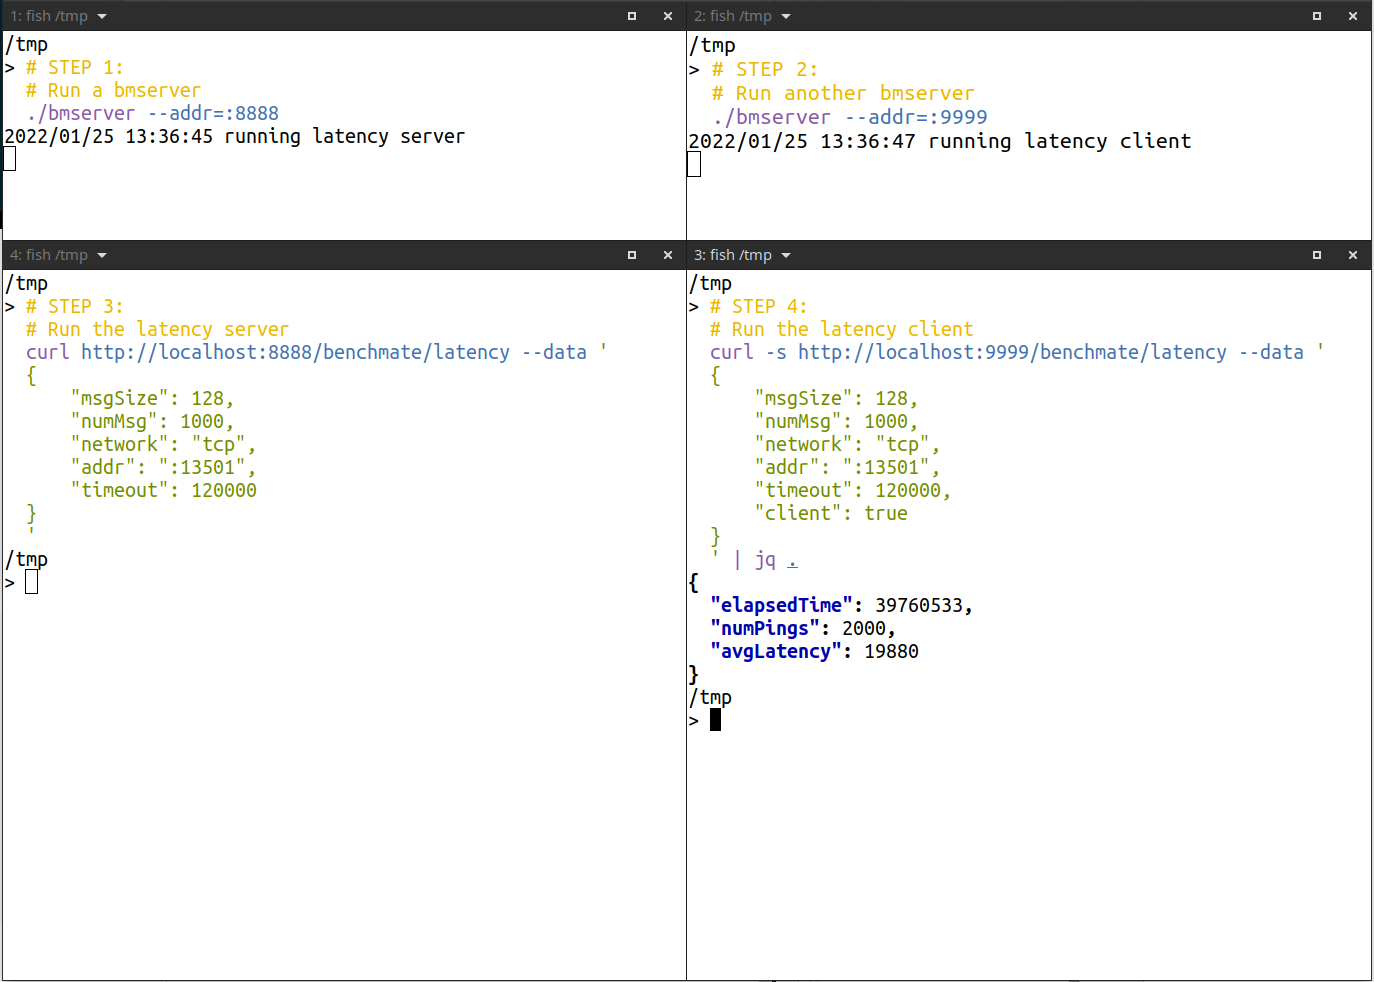 1: fish /tmp
/tmp
> # STEP 1:
  # Run a bmserver
  ./bmserver --addr=:8888
2022/01/25 13:36:45 running latency server
2: fish /tmp
/tmp
> # STEP 2:
  # Run another bmserver
  ./bmserver --addr=:9999
2022/01/25 13:36:47 running latency client
4: fish /tmp
/tmp
> # STEP 3:
  # Run the latency server
  curl http://localhost:8888/benchmate/latency --data '
  {
      "msgSize": 128,
      "numMsg": 1000,
      "network": "tcp",
      "addr": ":13501",
      "timeout": 120000
  }
  '
/tmp
>
3: fish /tmp
/tmp
> # STEP 4:
  # Run the latency client
  curl -s http://localhost:9999/benchmate/latency --data '
  {
      "msgSize": 128,
      "numMsg": 1000,
      "network": "tcp",
      "addr": ":13501",
      "timeout": 120000,
      "client": true
  }
  ' | jq .
{
  "elapsedTime": 39760533,
  "numPings": 2000,
  "avgLatency": 19880
}
/tmp
>